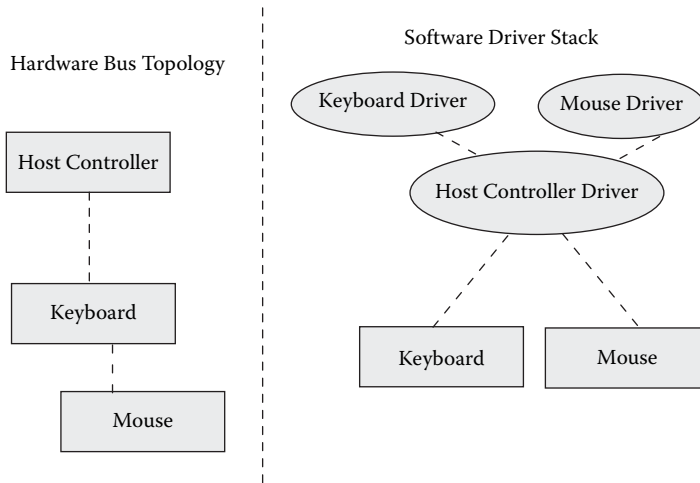 Hardware Bus Topology
Host Controller
Keyboard
Mouse
Software Driver Stack
Keyboard Driver
Mouse Driver
Host Controller Driver
Keyboard
Mouse